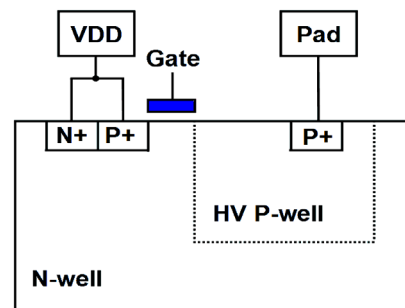 VDD
Pad
Gate
N+ P+
P+
HV P-well
N-well